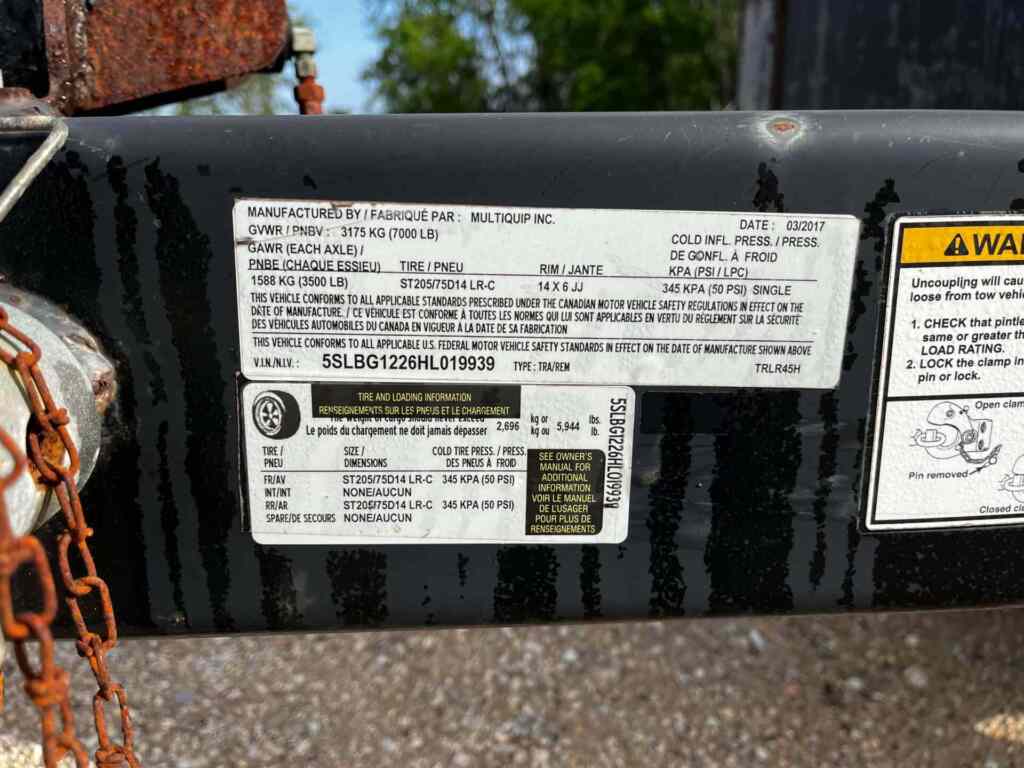 MANUFACTURED BY / FABRIQUÉ PAR : MULTIQUIP INC. DATE : 03/2017
GVWR / PNBV : 3175 KG (7000 LB)
GAWR (EACH AXLE) / COLD INFL. PRESS. / PRESS.
DE GONFL. À FROID
PNBE (CHAQUE ESSIEU) TIRE / PNEU RIM / JANTE KPA (PSI / LPC)
1588 KG (3500 LB) ST205/75D14 LR-C 14 X 6 JJ 345 KPA (50 PSI) SINGLE
THIS VEHICLE CONFORMS TO ALL APPLICABLE STANDARDS PRESCRIBED UNDER THE CANADIAN MOTOR VEHICLE SAFETY REGULATIONS IN EFFECT ON THE
DATE OF MANUFACTURE. / CE VÉHICULE EST CONFORME À TOUTES LES NORMES QUI LUI SONT APPLICABLES EN VERTU DU RÈGLEMENT SUR LA SÉCURITÉ
DES VÉHICULES AUTOMOBILES DU CANADA EN VIGUEUR À LA DATE DE SA FABRICATION
THIS VEHICLE CONFORMS TO ALL APPLICABLE U.S. FEDERAL MOTOR VEHICLE SAFETY STANDARDS IN EFFECT ON THE DATE OF MANUFACTURE SHOWN ABOVE
V.I.N./N.I.V. : 5SLBG1226HL019939 TYPE : TRA/REM TRLR45H
TIRE AND LOADING INFORMATION
RENSEIGNEMENTS SUR LES PNEUS ET LE CHARGEMENT
The weight of cargo should never exceed kg or lbs.
Le poids du chargement ne doit jamais dépasser 2,696 kg ou 5,944 lb.
TIRE / SIZE / COLD TIRE PRESS. / PRESS.
PNEU DIMENSIONS DES PNEUS À FROID
FR/AV ST205/75D14 LR-C 345 KPA (50 PSI)
INT/INT NONE/AUCUN
RR/AR ST205/75D14 LR-C 345 KPA (50 PSI)
SPARE/DE SECOURS NONE/AUCUN
SEE OWNER'S
MANUAL FOR
ADDITIONAL
INFORMATION
VOIR LE MANUEL
DE L'USAGER
POUR PLUS DE
RENSEIGNEMENTS
5SLBG1226HL019939
WAR
Uncoupling will cau
loose from tow vehic
1. CHECK that pintle
same or greater th
LOAD RATING.
2. LOCK the clamp in
pin or lock.
Open clam
Pin removed
Closed cl